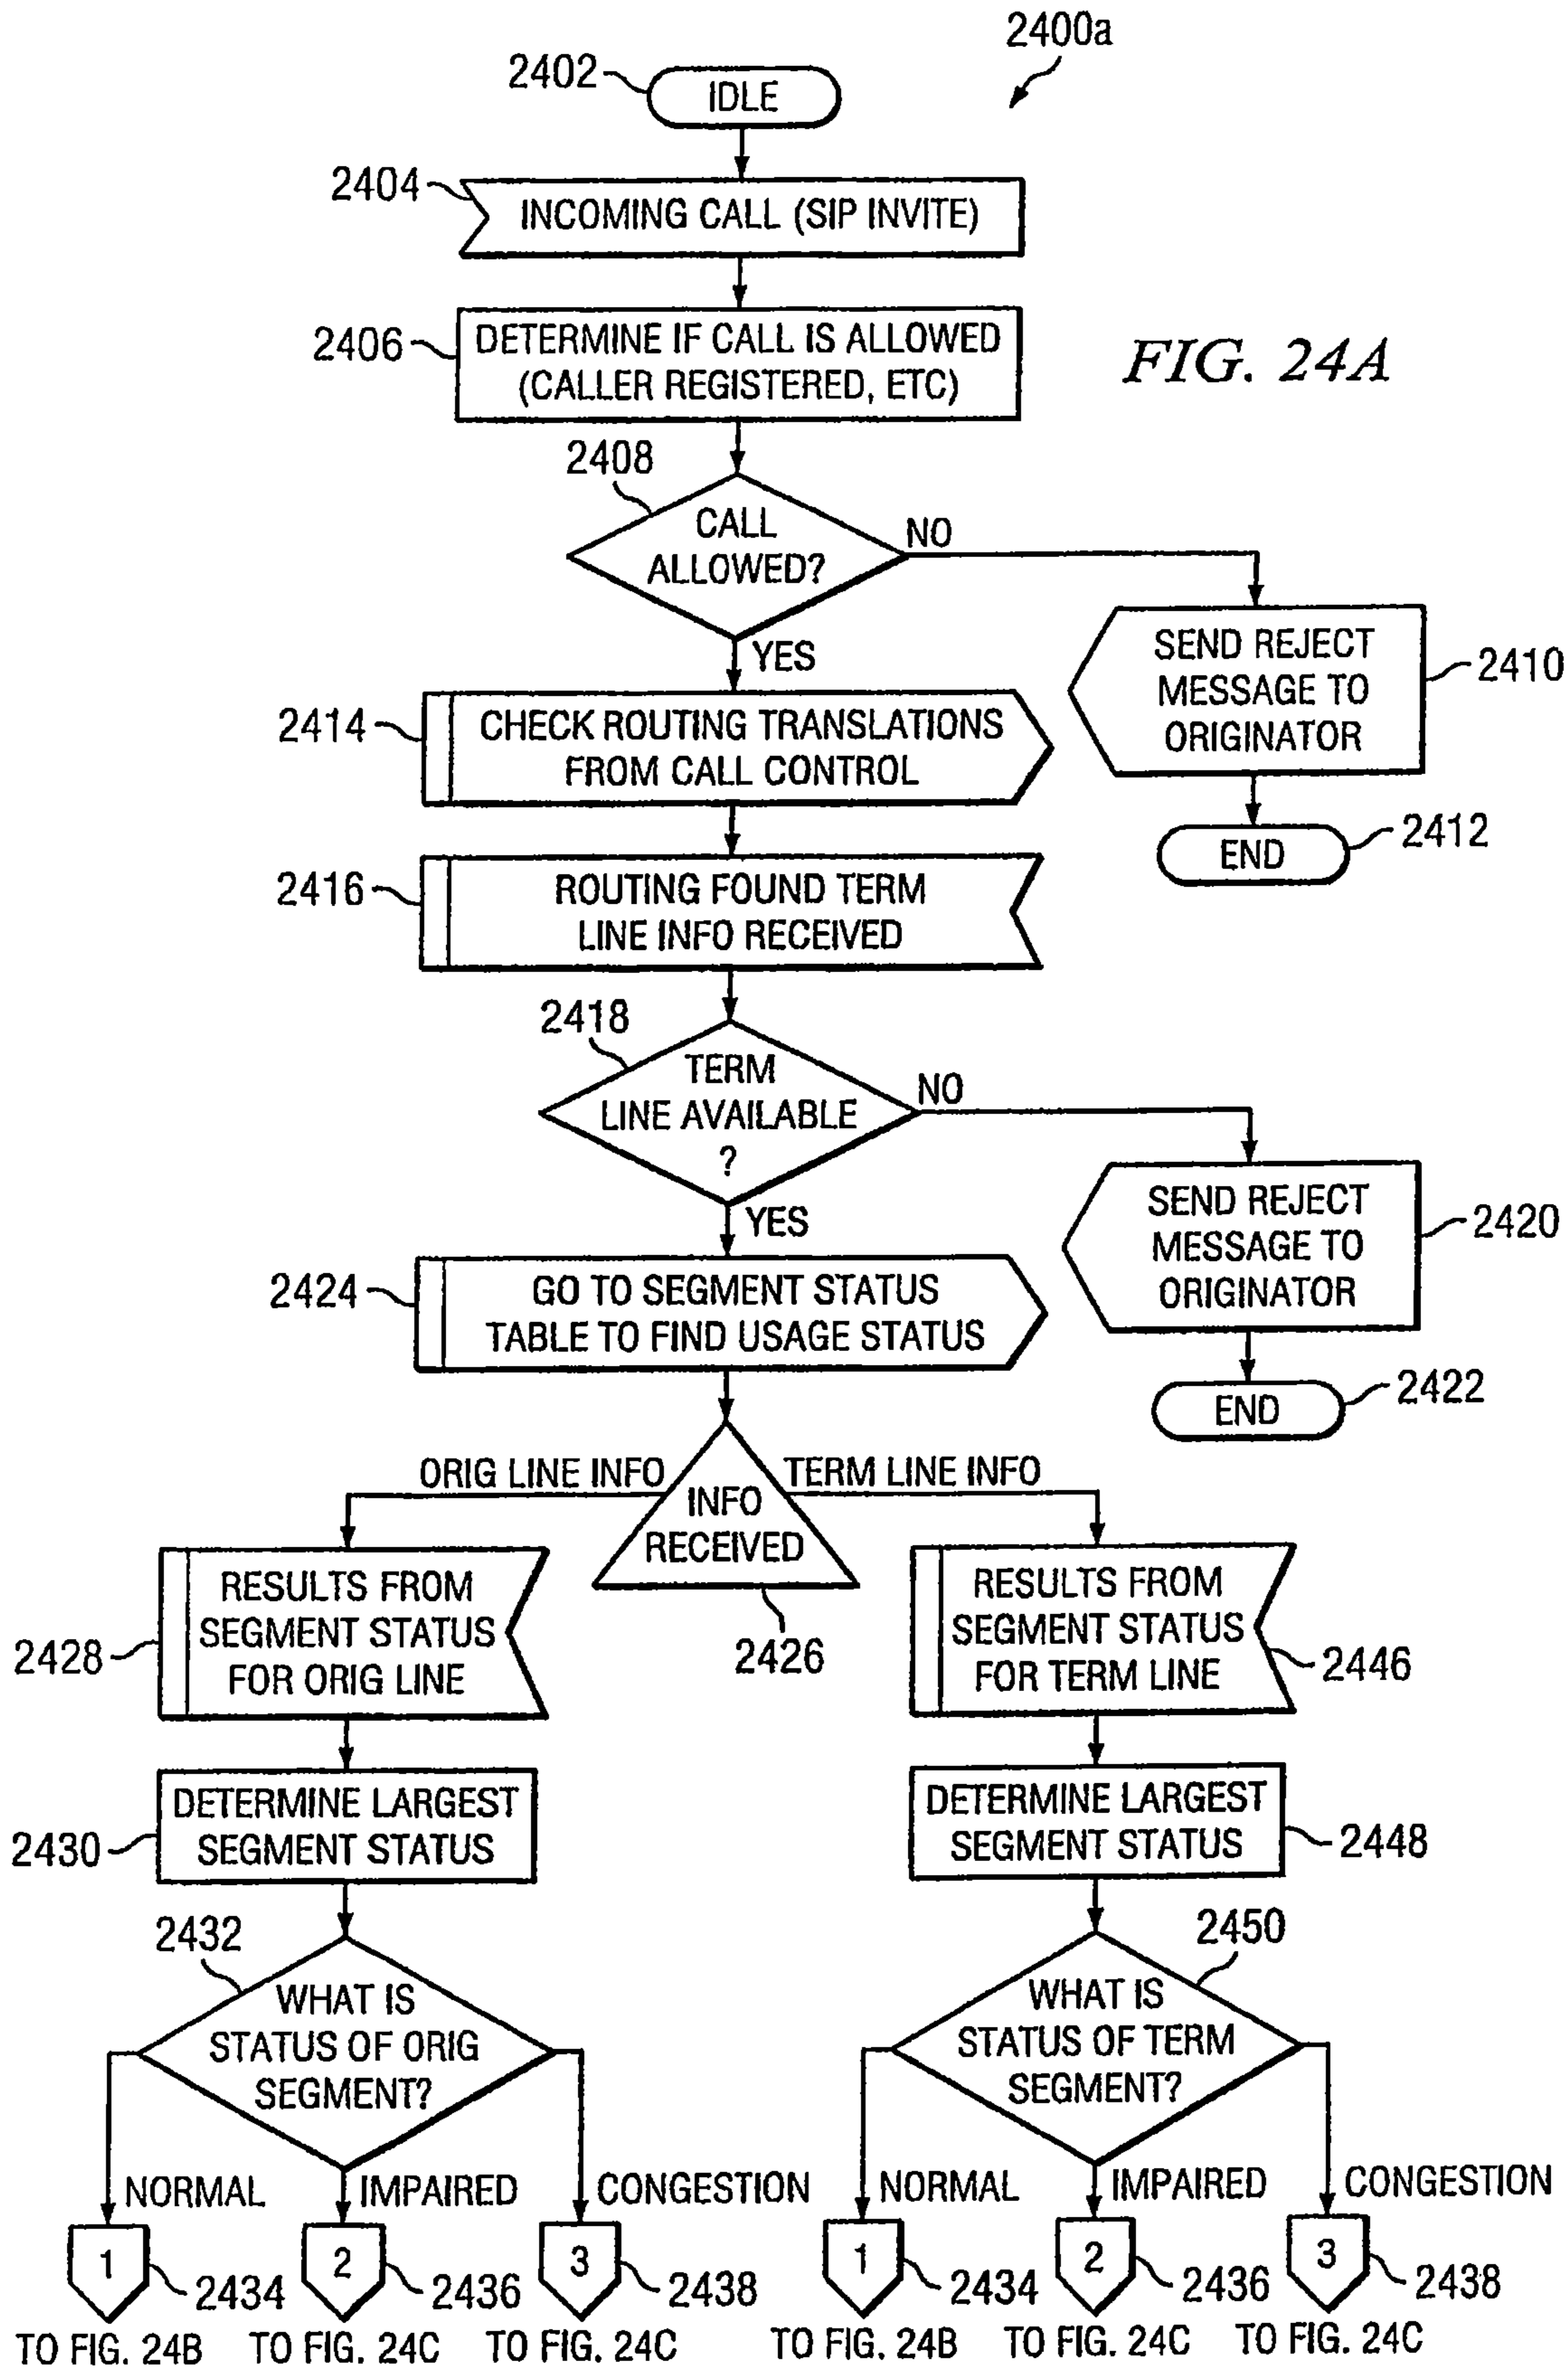 2400a
2402
IDLE
2404
INCOMING CALL (SIP INVITE)
2406
DETERMINE IF CALL IS ALLOWED
(CALLER REGISTERED, ETC)
FIG. 24A
2408
CALL
ALLOWED?
NO
YES
SEND REJECT
MESSAGE TO
ORIGINATOR
2410
2414
CHECK ROUTING TRANSLATIONS
FROM CALL CONTROL
END
2412
2416
ROUTING FOUND TERM
LINE INFO RECEIVED
2418
TERM
LINE AVAILABLE
?
NO
YES
SEND REJECT
MESSAGE TO
ORIGINATOR
2420
2424
GO TO SEGMENT STATUS
TABLE TO FIND USAGE STATUS
END
2422
ORIG LINE INFO
TERM LINE INFO
INFO
RECEIVED
2426
RESULTS FROM
SEGMENT STATUS
FOR ORIG LINE
2428
RESULTS FROM
SEGMENT STATUS
FOR TERM LINE
2446
DETERMINE LARGEST
SEGMENT STATUS
2430
DETERMINE LARGEST
SEGMENT STATUS
2448
2432
WHAT IS
STATUS OF ORIG
SEGMENT?
2450
WHAT IS
STATUS OF TERM
SEGMENT?
NORMAL
IMPAIRED
CONGESTION
NORMAL
IMPAIRED
CONGESTION
1
2434
2
2436
3
2438
1
2434
2
2436
3
2438
TO FIG. 24B
TO FIG. 24C
TO FIG. 24C
TO FIG. 24B
TO FIG. 24C
TO FIG. 24C